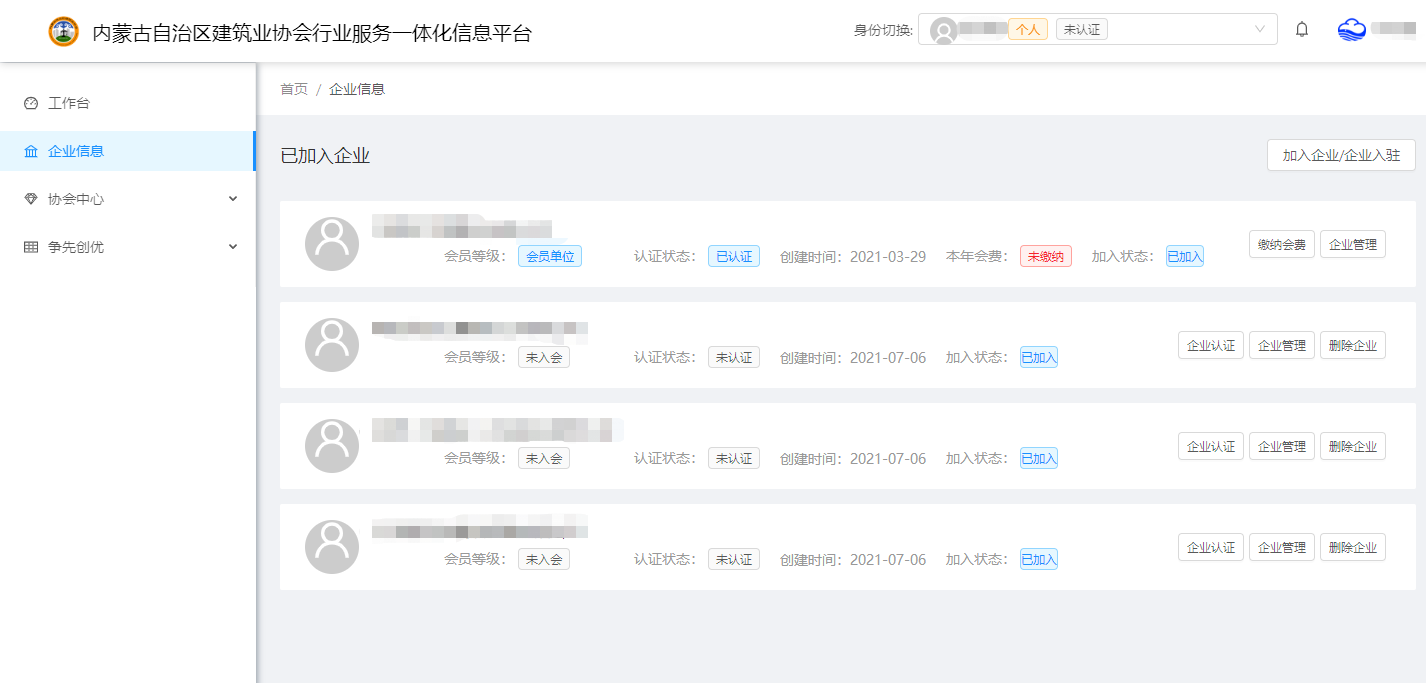 内蒙古自治区建筑业协会行业服务一体化信息平台
身份切换: 个人 未认证
工作台
企业信息
协会中心
争先创优
首页 / 企业信息
已加入企业
加入企业/企业入驻
会员等级： 会员单位 认证状态： 已认证 创建时间：2021-03-29 本年会费： 未缴纳 加入状态： 已加入 缴纳会费 企业管理
会员等级： 未入会 认证状态： 未认证 创建时间：2021-07-06 加入状态： 已加入 企业认证 企业管理 删除企业
会员等级： 未入会 认证状态： 未认证 创建时间：2021-07-06 加入状态： 已加入 企业认证 企业管理 删除企业
会员等级： 未入会 认证状态： 未认证 创建时间：2021-07-06 加入状态： 已加入 企业认证 企业管理 删除企业